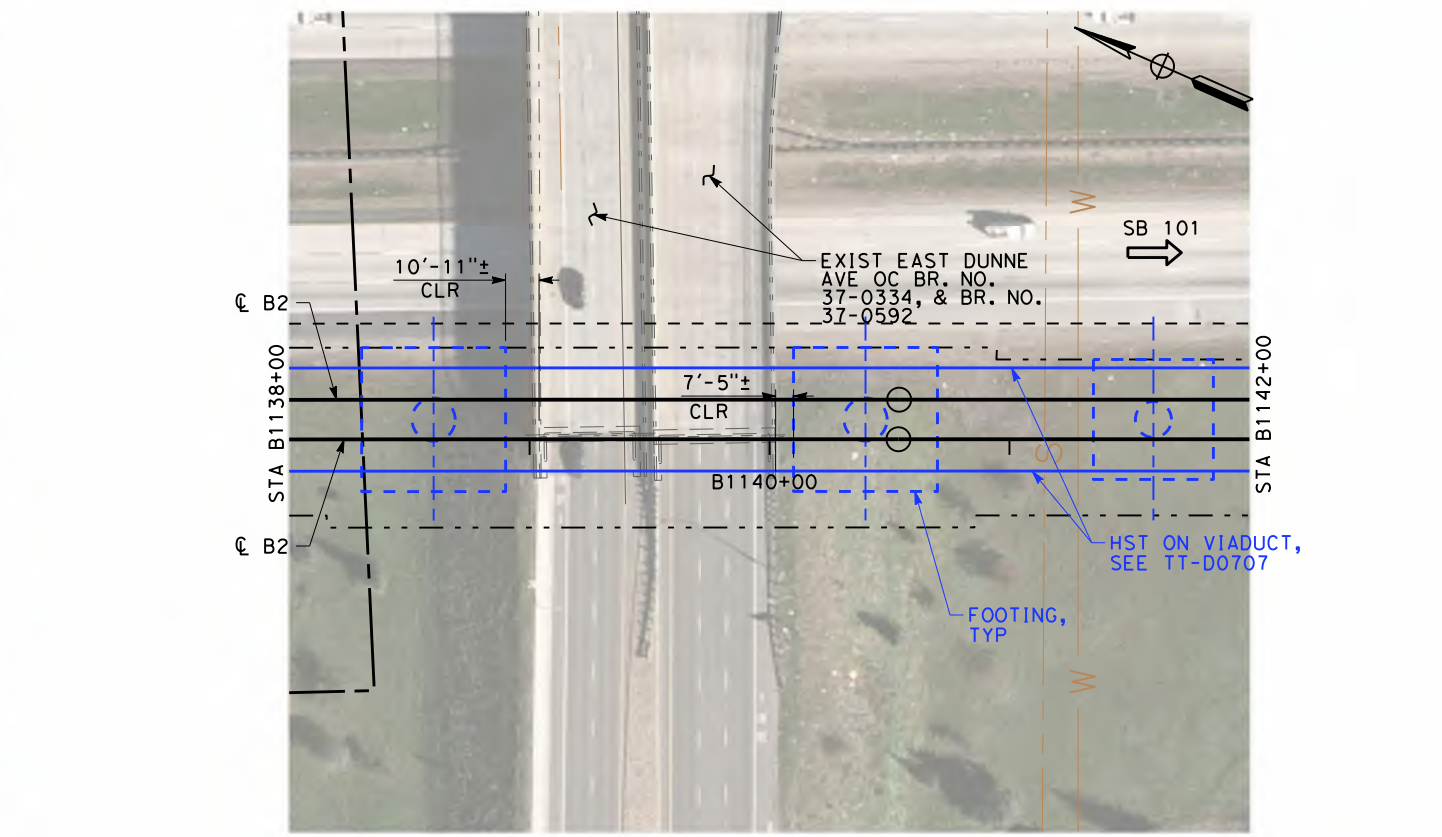 SB 101
EXIST EAST DUNNE
AVE OC BR. NO.
37-0334, & BR. NO.
37-0592
10'-11"±
CLR
℄ B2
STA B1138+00
7'-5"±
CLR
STA B1142+00
S
B1140+00
℄ B2
HST ON VIADUCT,
SEE TT-D0707
FOOTING,
TYP
W
W